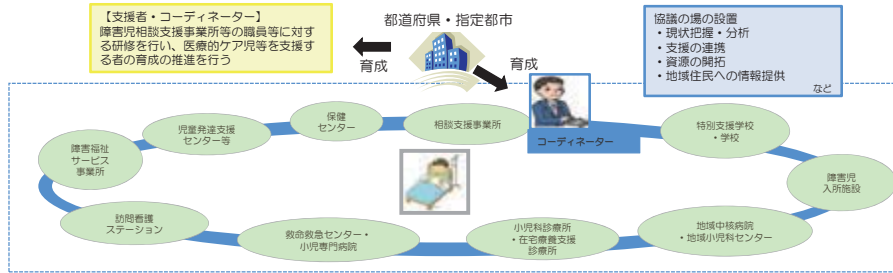 【支援者・コーディネーター】
障害児相談支援事業所等の職員等に対す
る研修を行い、医療的ケア児等を支援す
る者の育成の推進を行う
都道府県・指定都市
育成
育成
協議の場の設置
・現状把握・分析
・支援の連携
・資源の開拓
・地域住民への情報提供
など
保健
センター
児童発達支援
センター等
相談支援事業所
コーディネーター
特別支援学校
・学校
障害福祉
サービス
事業所
障害児
入所施設
訪問看護
ステーション
救命救急センター・
小児専門病院
小児科診療所
・在宅療養支援
診療所
地域中核病院
・地域小児科センター